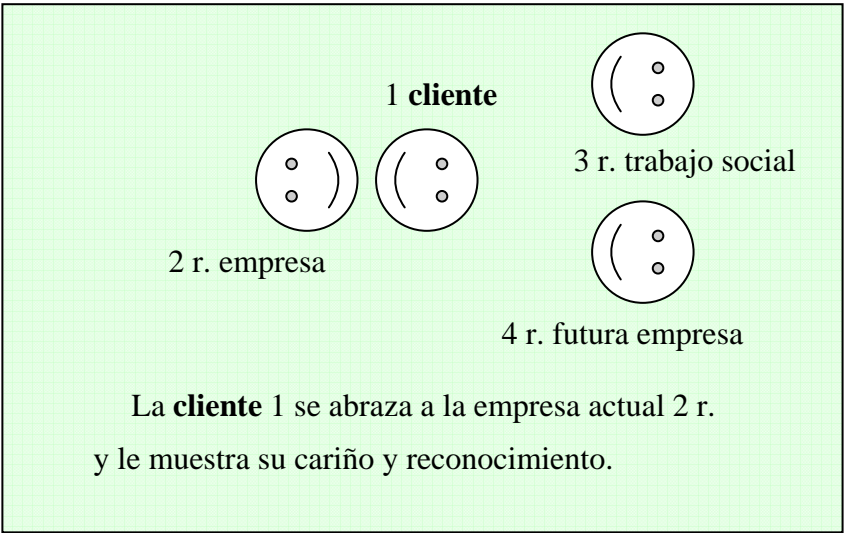 1 cliente
3 r. trabajo social
2 r. empresa
4 r. futura empresa
La cliente 1 se abraza a la empresa actual 2 r.
y le muestra su cariño y reconocimiento.